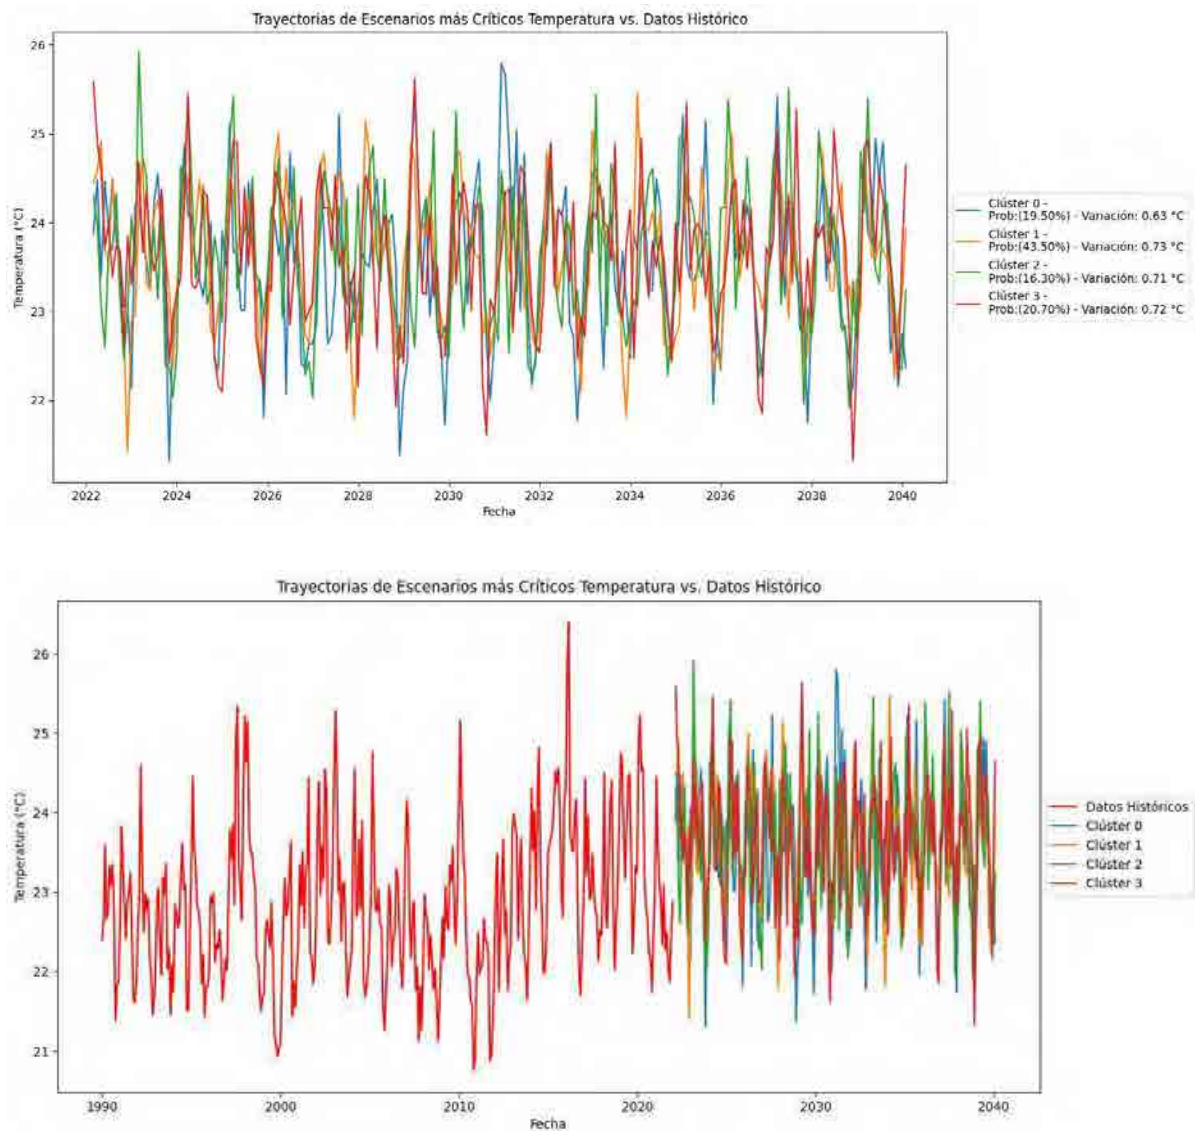 Trayectorias de Escenarios más Críticos Temperatura vs. Datos Histórico
26
25
24
23
22
Temperatura (°C)
2022
2024
2026
2028
2030
2032
2034
2036
2038
2040
Fecha
Clúster 0 -
Prob:(19.50%) - Variación: 0.63 °C
Clúster 1 -
Prob:(43.50%) - Variación: 0.73 °C
Clúster 2 -
Prob:(16.30%) - Variación: 0.71 °C
Clúster 3 -
Prob:(20.70%) - Variación: 0.72 °C
Trayectorias de Escenarios más Críticos Temperatura vs. Datos Histórico
26
25
24
23
22
21
Temperatura (°C)
1990
2000
2010
2020
2030
2040
Fecha
Datos Históricos
Clúster 0
Clúster 1
Clúster 2
Clúster 3